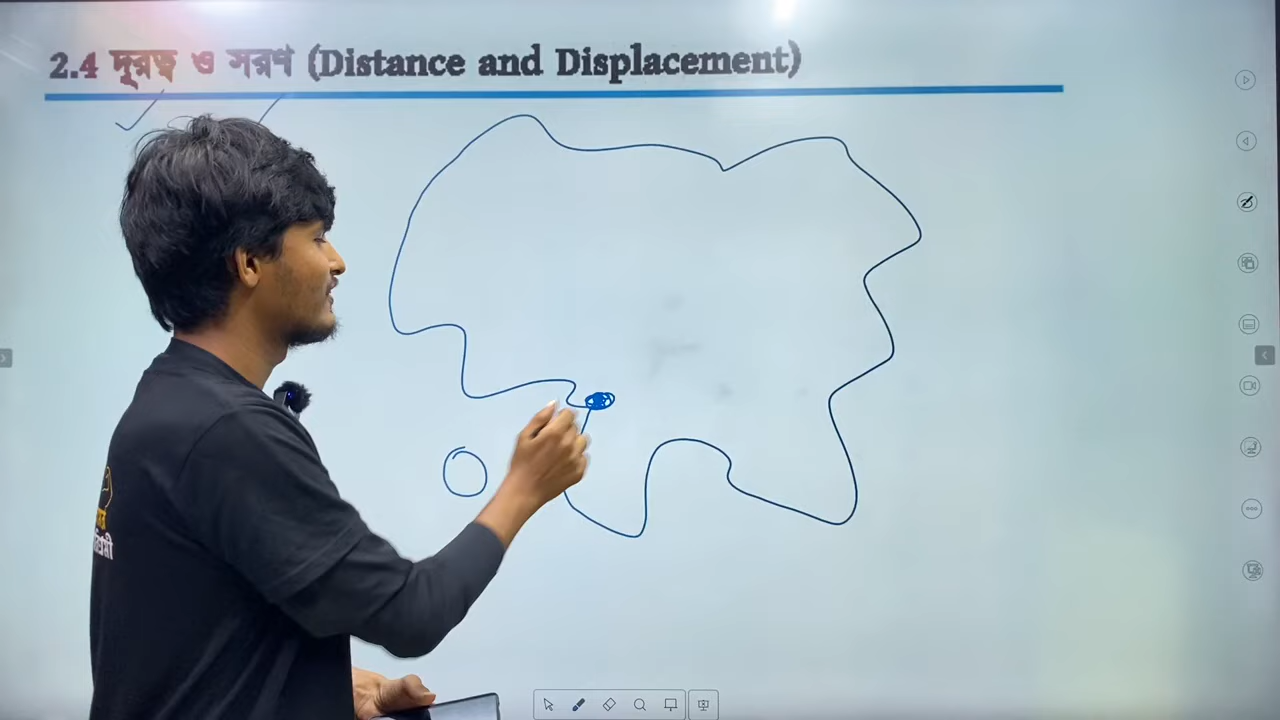 2.4 দূরত্ব ও সরণ (Distance and Displacement)